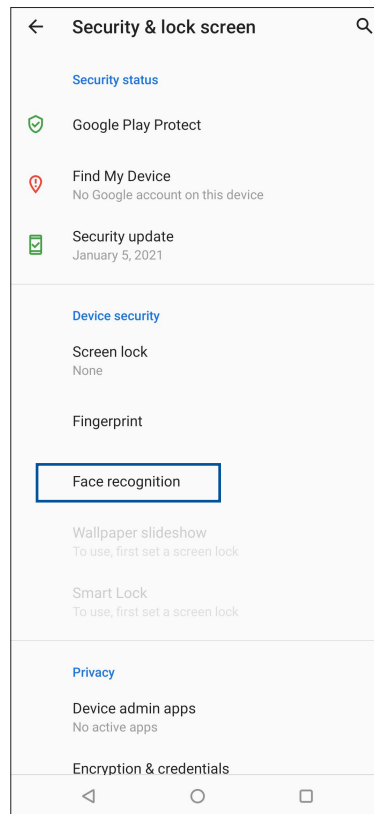 Security & lock screen
Security status
Google Play Protect
Find My Device
No Google account on this device
Security update
January 5, 2021
Device security
Screen lock
None
Fingerprint
Face recognition
Wallpaper slideshow
To use, first set a screen lock
Smart Lock
To use, first set a screen lock
Privacy
Device admin apps
No active apps
Encryption & credentials